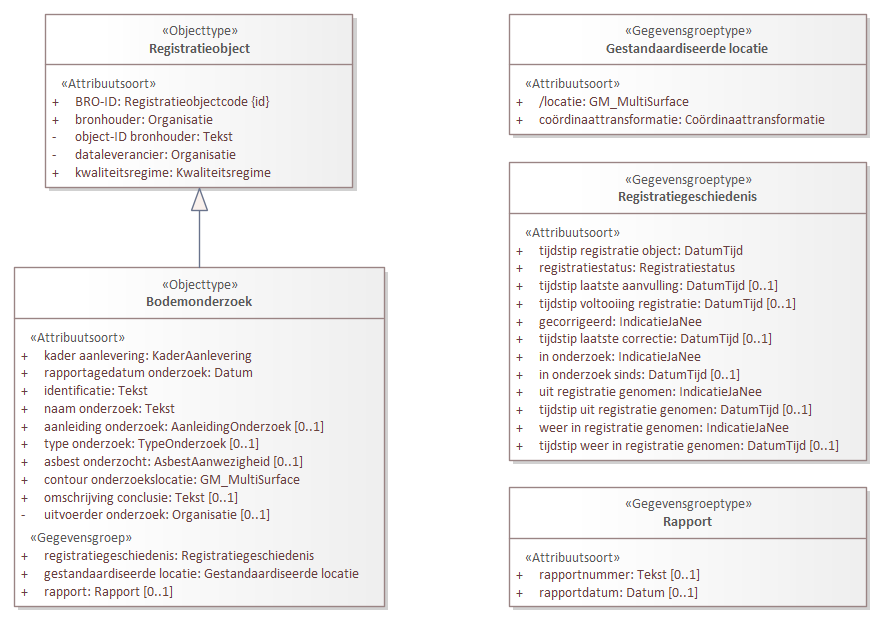 «Objecttype»
Registratieobject
«Attribuutsoort»
+ BRO-ID: Registratieobjectcode {id}
+ bronhouder: Organisatie
- object-ID bronhouder: Tekst
- dataleverancier: Organisatie
+ kwaliteitsregime: Kwaliteitsregime
«Objecttype»
Bodemonderzoek
«Attribuutsoort»
+ kader aanlevering: KaderAanlevering
+ rapportagedatum onderzoek: Datum
+ identificatie: Tekst
+ naam onderzoek: Tekst
+ aanleiding onderzoek: AanleidingOnderzoek [0..1]
+ type onderzoek: TypeOnderzoek [0..1]
+ asbest onderzocht: AsbestAanwezigheid [0..1]
+ contour onderzoekslocatie: GM_MultiSurface
+ omschrijving conclusie: Tekst [0..1]
- uitvoerder onderzoek: Organisatie [0..1]
«Gegevensgroep»
+ registratiegeschiedenis: Registratiegeschiedenis
+ gestandaardiseerde locatie: Gestandaardiseerde locatie
+ rapport: Rapport [0..1]
«Gegevensgroeptype»
Gestandaardiseerde locatie
«Attribuutsoort»
+ /locatie: GM_MultiSurface
+ coördinaattransformatie: Coördinaattransformatie
«Gegevensgroeptype»
Registratiegeschiedenis
«Attribuutsoort»
+ tijdstip registratie object: DatumTijd
+ registratiestatus: Registratiestatus
+ tijdstip laatste aanvulling: DatumTijd [0..1]
+ tijdstip voltooiing registratie: DatumTijd [0..1]
+ gecorrigeerd: IndicatieJaNee
+ tijdstip laatste correctie: DatumTijd [0..1]
+ in onderzoek: IndicatieJaNee
+ in onderzoek sinds: DatumTijd [0..1]
+ uit registratie genomen: IndicatieJaNee
+ tijdstip uit registratie genomen: DatumTijd [0..1]
+ weer in registratie genomen: IndicatieJaNee
+ tijdstip weer in registratie genomen: DatumTijd [0..1]
«Gegevensgroeptype»
Rapport
«Attribuutsoort»
+ rapportnummer: Tekst [0..1]
+ rapportdatum: Datum [0..1]